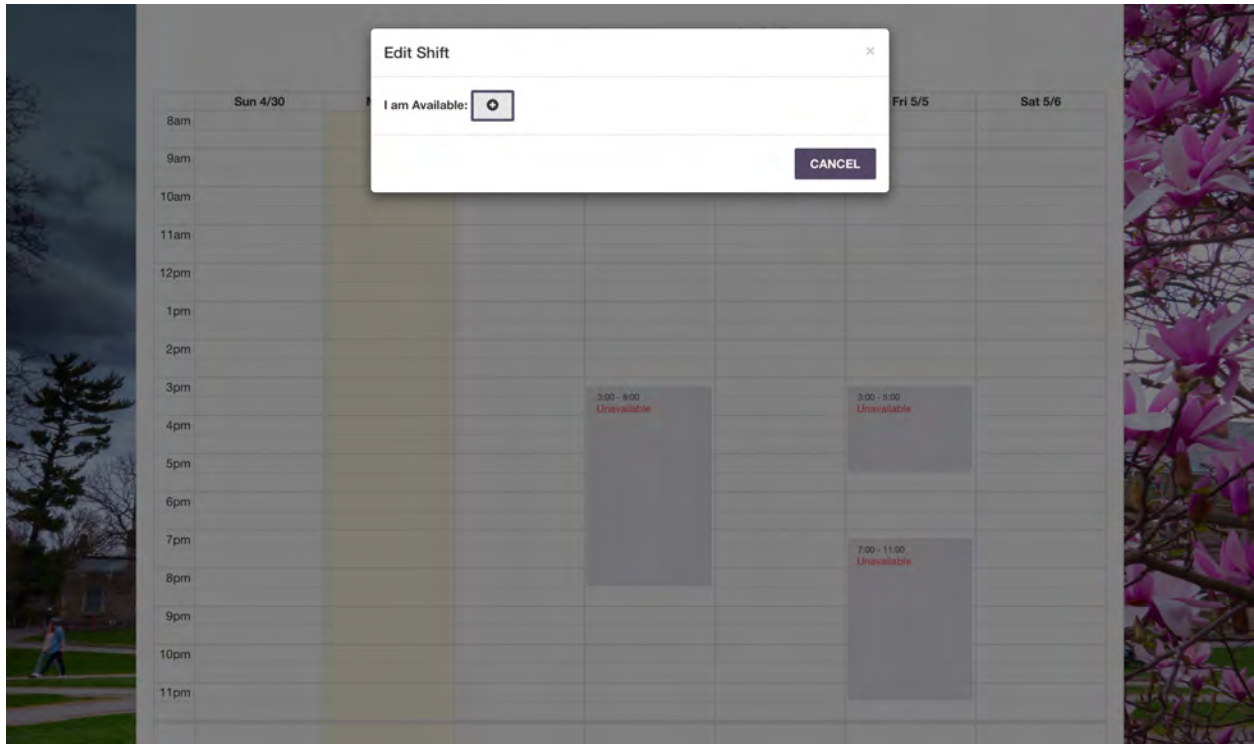 Edit Shift ×
I am Available:
CANCEL
Sun 4/30 Fri 5/5 Sat 5/6
8am
9am
10am
11am
12pm
1pm
2pm
3pm
3:00 - 8:00 3:00 - 5:00
Unavailable Unavailable
4pm
5pm
6pm
7pm
7:00 - 11:00
Unavailable
8pm
9pm
10pm
11pm